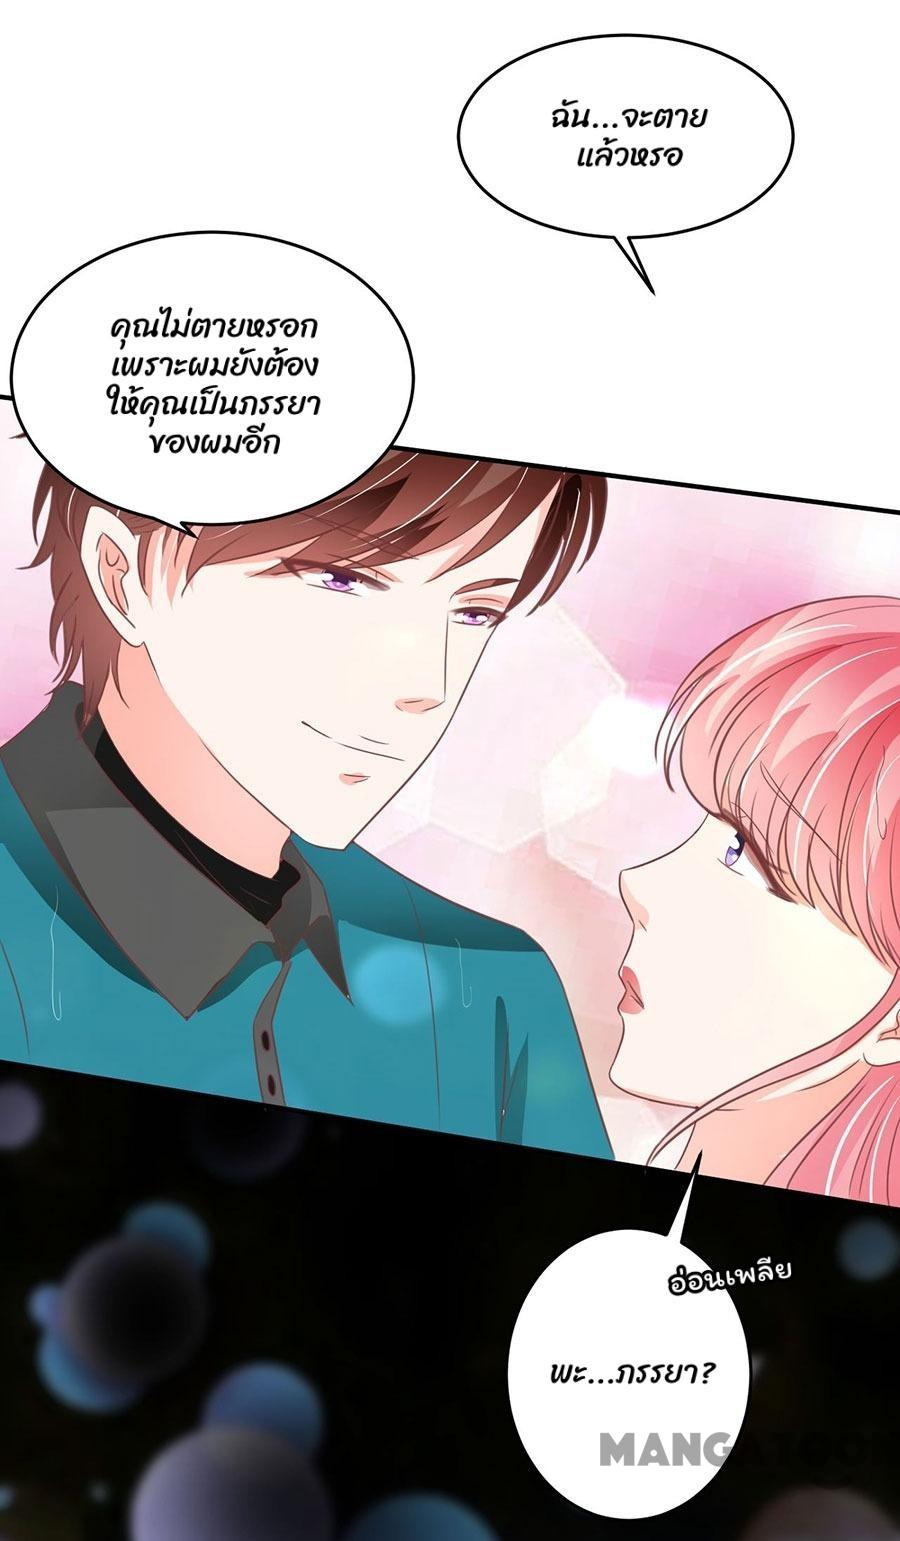 ฉัน...จะตาย
แล้วหรอ
คุณไม่ตายหรอก
เพราะผมยังต้อง
ให้คุณเป็นภรรยา
ของผมอีก
อ่อนเพลีย
พะ...ภรรยา?
MANGATOON